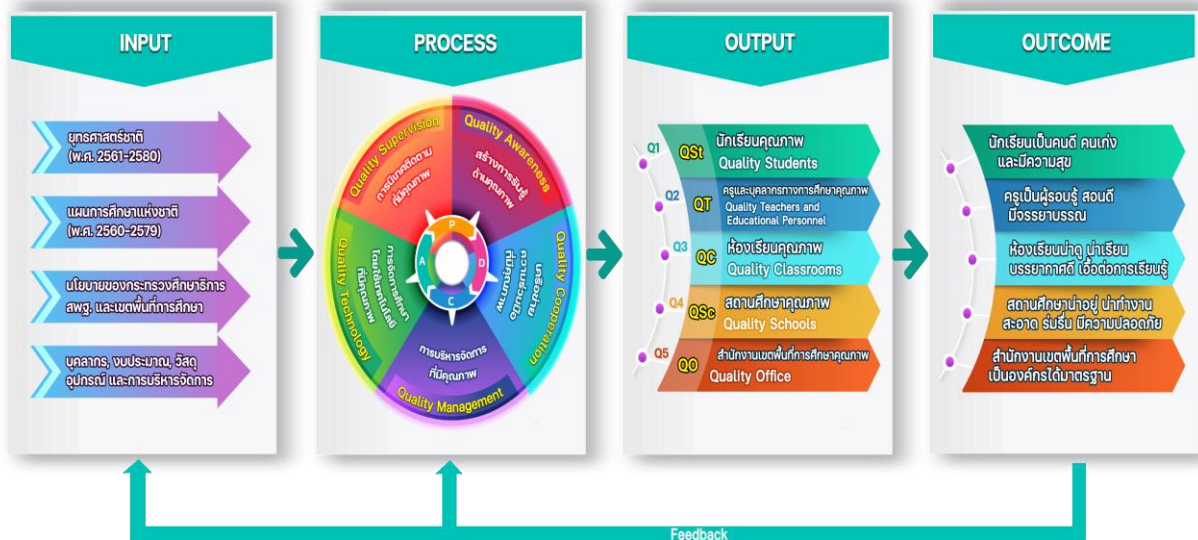 INPUT
ยุทธศาสตร์ชาติ
(พ.ศ. 2561-2580)
แผนการศึกษาแห่งชาติ
(พ.ศ. 2560-2579)
นโยบายของกระทรวงศึกษาธิการ
สพฐ. และเขตพื้นที่การศึกษา
บุคลากร, งบประมาณ, วัสดุ
อุปกรณ์ และการบริหารจัดการ
PROCESS
Quality Supervision
การนิเทศติดตาม
ที่มีคุณภาพ
Quality Awareness
สร้างการรับรู้
ด้านคุณภาพ
Quality Cooperation
เครือข่าย
ความร่วมมือ
ที่มีคุณภาพ
Quality Management
การบริหารจัดการ
ที่มีคุณภาพ
Quality Technology
การจัดการศึกษา
โดยใช้เทคโนโลยี
ที่มีคุณภาพ
P
D
C
A
OUTPUT
Q1
QSt
นักเรียนคุณภาพ
Quality Students
Q2
QT
ครูและบุคลากรทางการศึกษาคุณภาพ
Quality Teachers and
Educational Personnel
Q3
QC
ห้องเรียนคุณภาพ
Quality Classrooms
Q4
QSc
สถานศึกษาคุณภาพ
Quality Schools
Q5
QO
สำนักงานเขตพื้นที่การศึกษาคุณภาพ
Quality Office
OUTCOME
นักเรียนเป็นคนดี คนเก่ง
และมีความสุข
ครูเป็นผู้รอบรู้ สอนดี
มีจรรยาบรรณ
ห้องเรียนน่าดู น่าเรียน
บรรยากาศดี เอื้อต่อการเรียนรู้
สถานศึกษาน่าอยู่ น่าทำงาน
สะอาด ร่มรื่น มีความปลอดภัย
สำนักงานเขตพื้นที่การศึกษา
เป็นองค์กรได้มาตรฐาน
Feedback